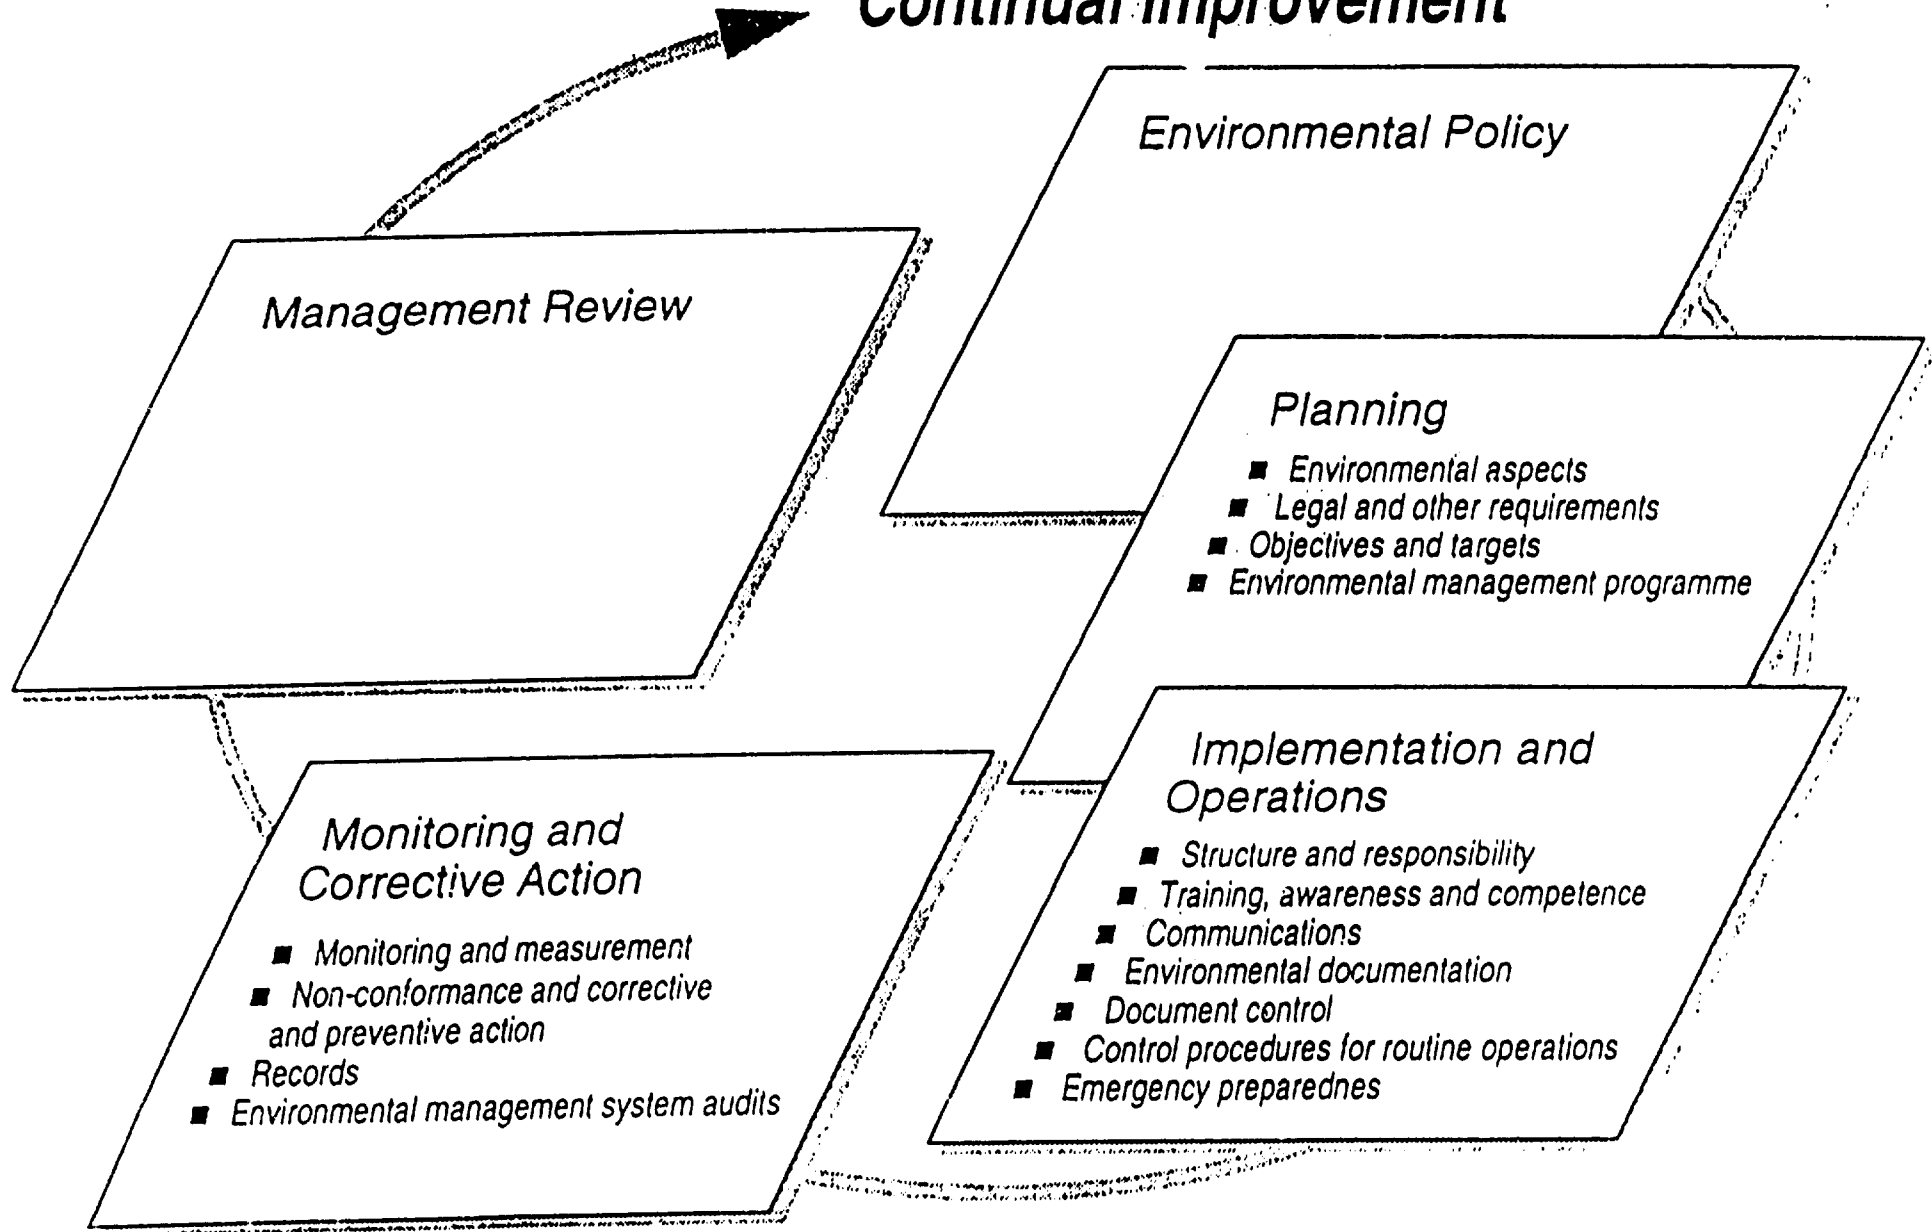 Continual Improvement
Environmental Policy
Management Review
Planning
■ Environmental aspects
■ Legal and other requirements
■ Objectives and targets
■ Environmental management programme
Implementation and
Operations
■ Structure and responsibility
■ Training, awareness and competence
■ Communications
■ Environmental documentation
■ Document control
■ Control procedures for routine operations
■ Emergency preparednes
Monitoring and
Corrective Action
■ Monitoring and measurement
■ Non-conformance and corrective
and preventive action
■ Records
■ Environmental management system audits